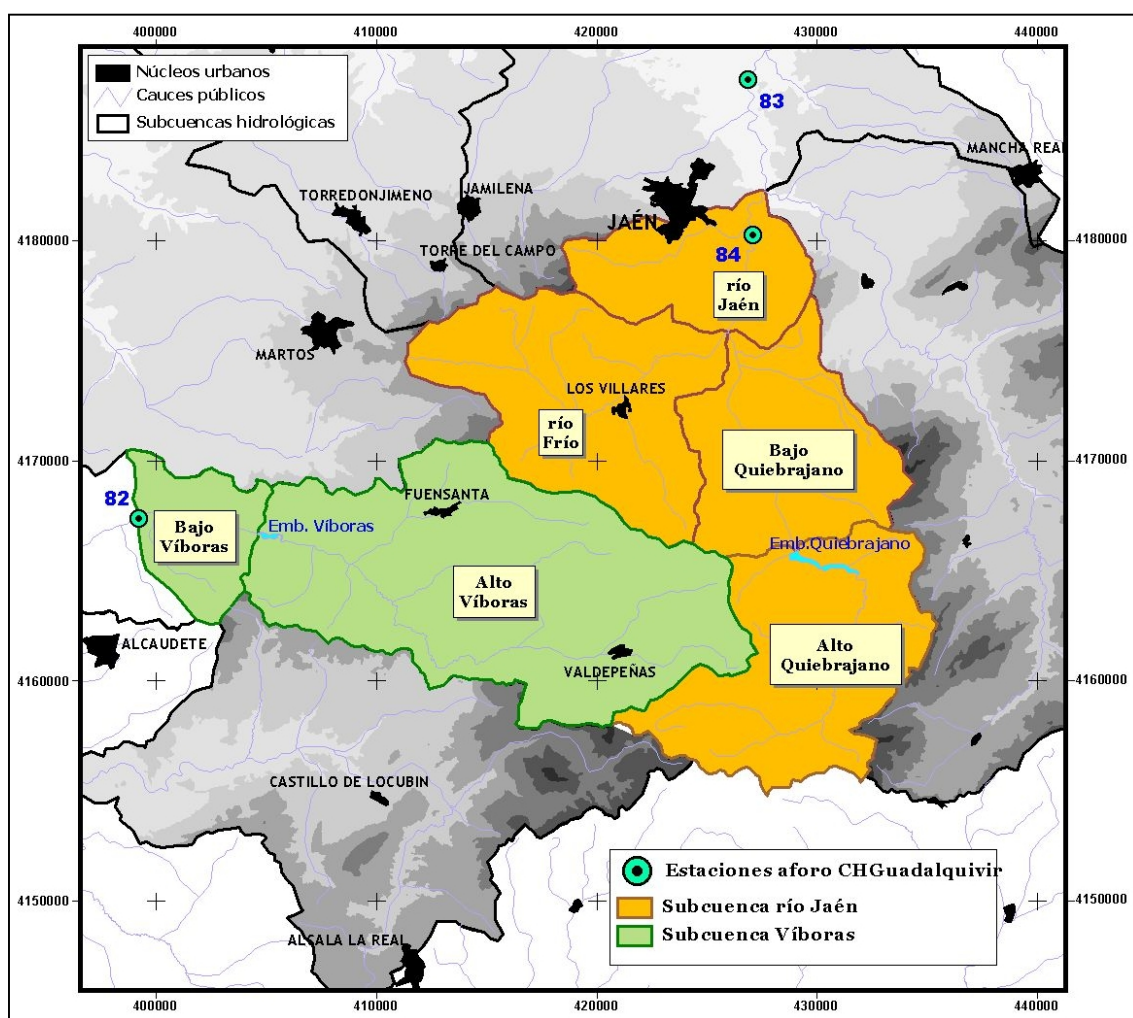 400000 410000 420000 430000 440000
Núcleos urbanos
Cauces públicos
Subcuencas hidrológicas
83
MANCHA REAL
TORREDONJIMENO
JAMILENA
JAÉN
4180000
4180000
TORRE DEL CAMPO
84
río
Jaén
MARTOS
LOS VILLARES
río
Frío
Bajo
Quiebrajano
4170000
4170000
82
FUENSANTA
Bajo
Víboras
Emb. Víboras
Emb.Quiebrajano
Alto
Víboras
ALCAUDETE
VALDEPEÑAS
Alto
Quiebrajano
4160000
4160000
CASTILLO DE LOCUBIN
Estaciones aforo CHGuadalquivir
4150000
4150000
Subcuenca río Jaén
Subcuenca Víboras
ALCALA LA REAL
400000 410000 420000 430000 440000